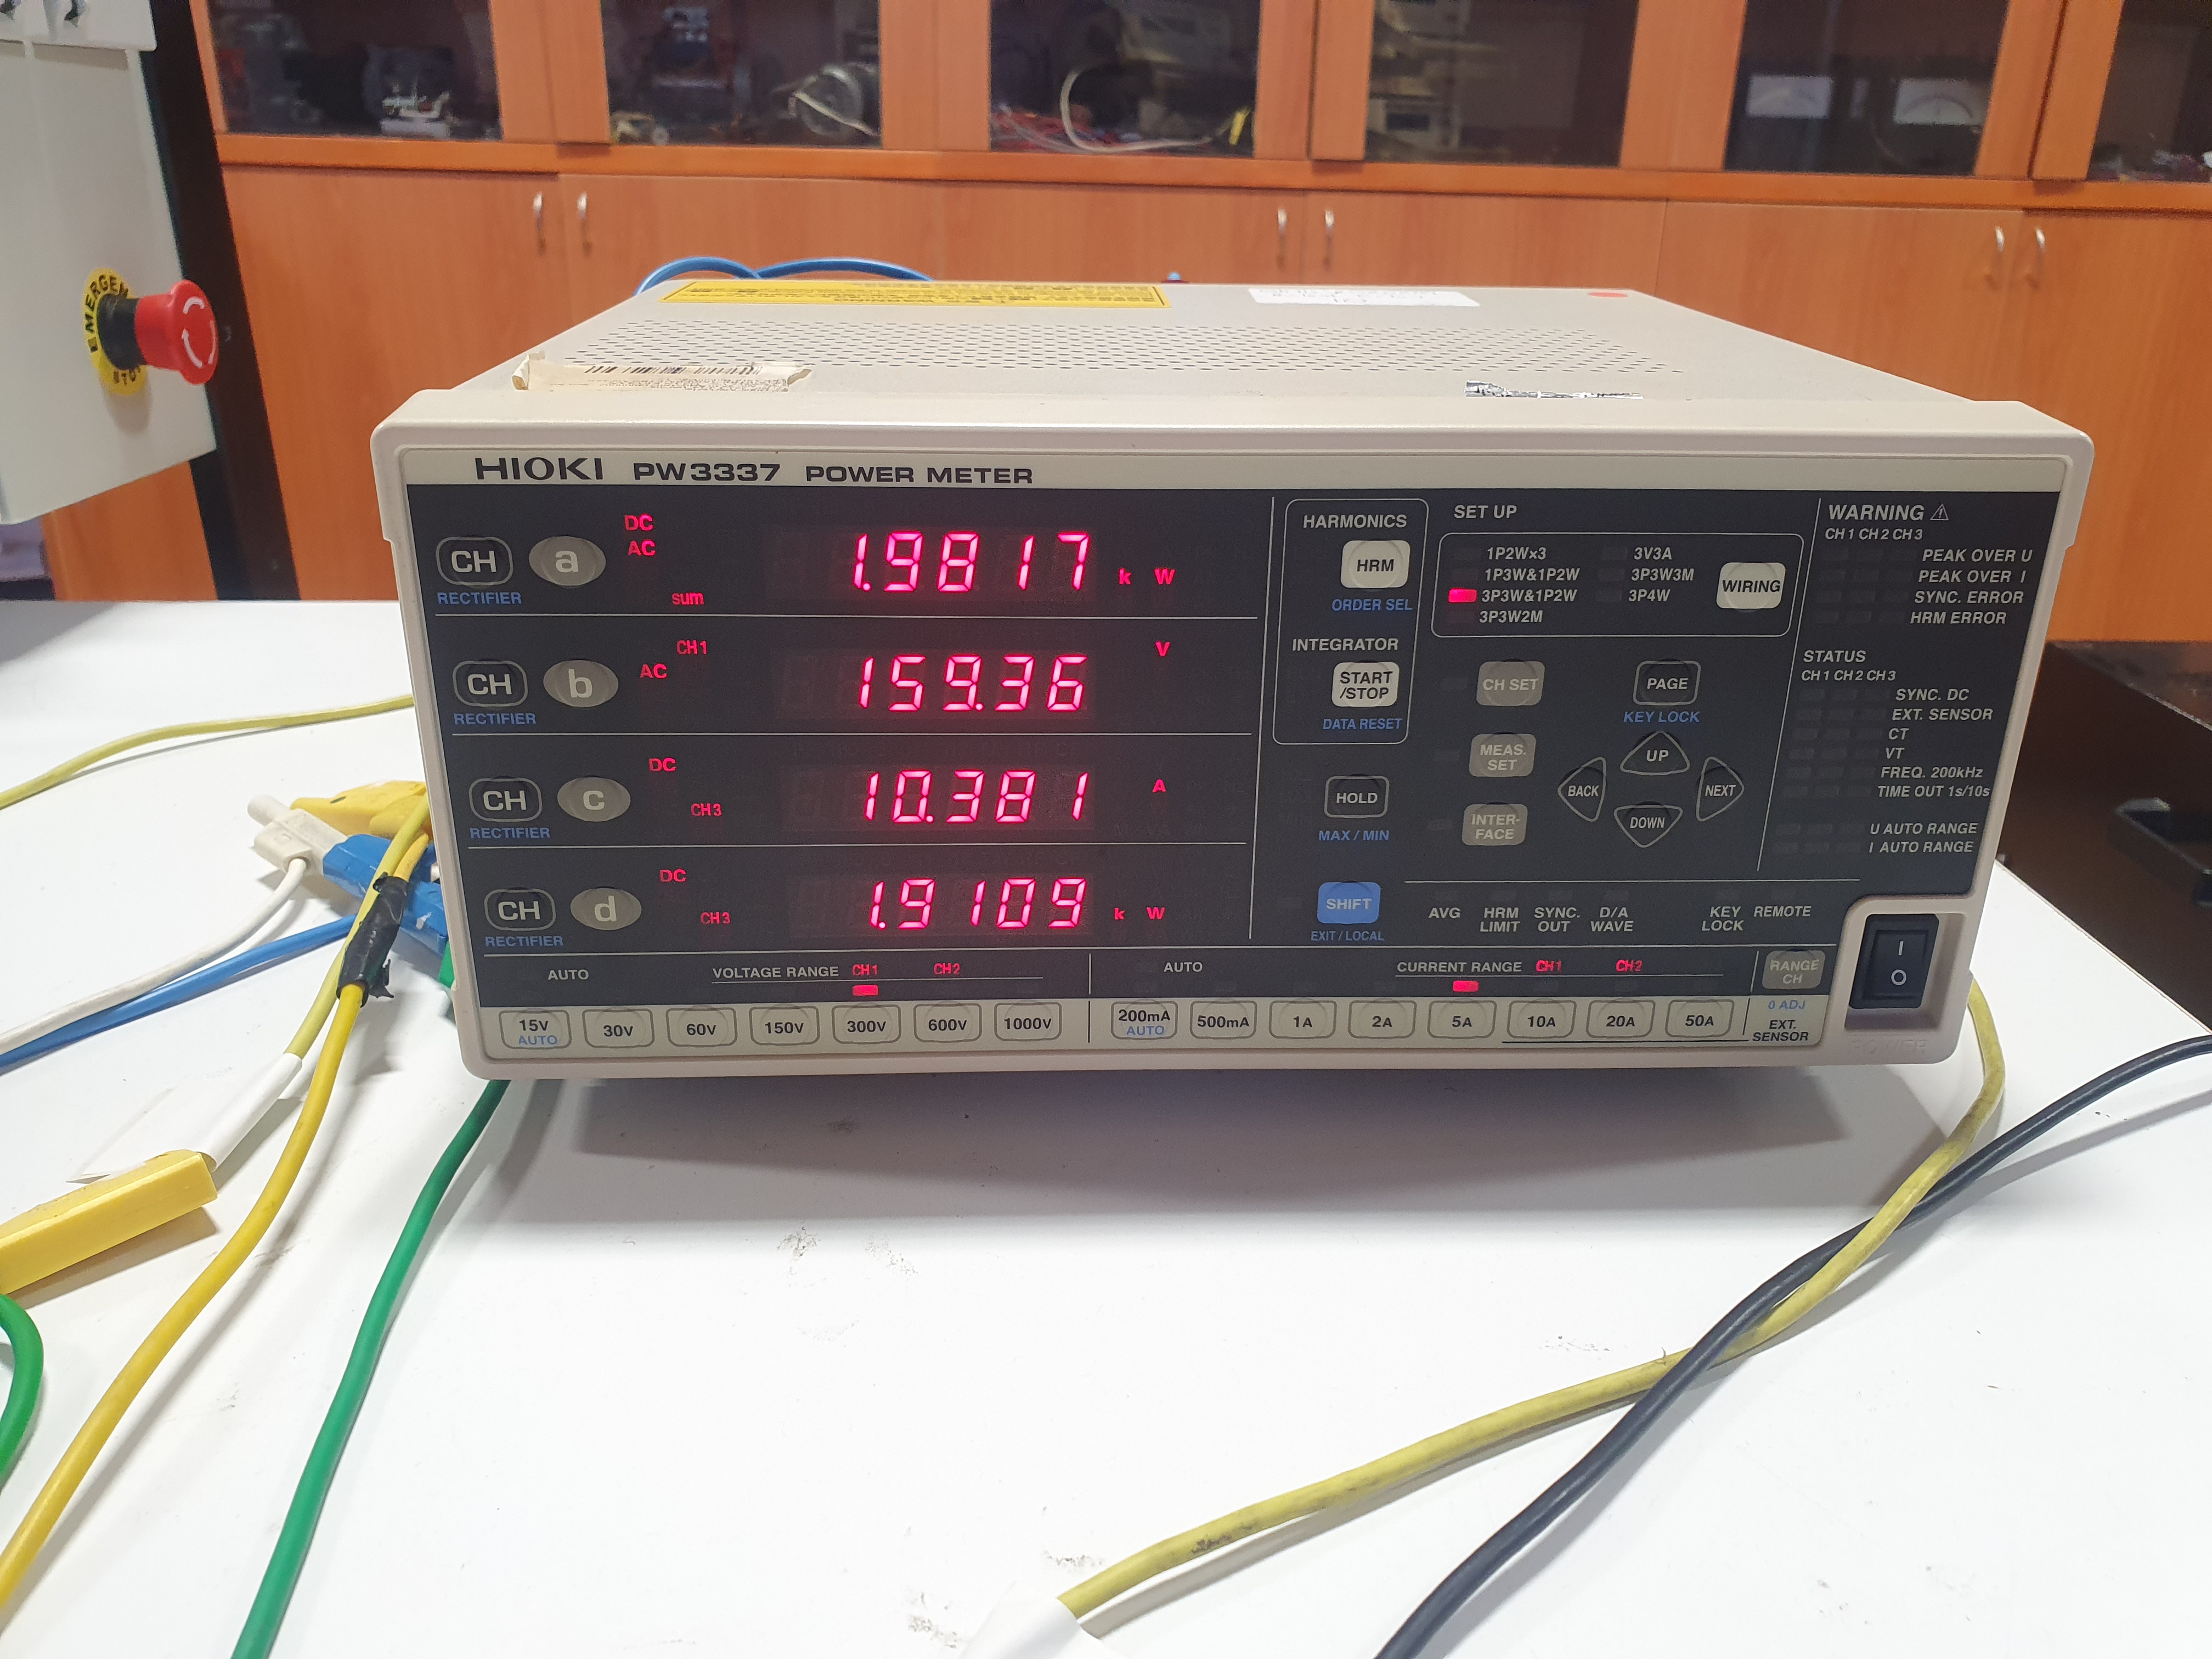 EMERGEN
STO
HIOKI PW3337 POWER METER
DC
AC
CH a
sum
1.9817
k W
RECTIFIER
CH1
AC
CH b
159.36
V
RECTIFIER
DC
CH c
CH3
10.381
A
RECTIFIER
DC
CH d
CH3
1.9109
k W
RECTIFIER
HARMONICS
HRM
ORDER SEL
INTEGRATOR
START
/STOP
DATA RESET
HOLD
MAX / MIN
SHIFT
EXIT / LOCAL
SET UP
1P2W×3
1P3W&1P2W
3P3W&1P2W
3P3W2M
3V3A
3P3W3M
3P4W
WIRING
CH SET
PAGE
KEY LOCK
MEAS.
SET
UP
BACK
NEXT
DOWN
INTER-
FACE
AVG
HRM
LIMIT
SYNC.
OUT
D/A
WAVE
KEY
LOCK
REMOTE
WARNING
CH 1 CH 2 CH 3
PEAK OVER U
PEAK OVER I
SYNC. ERROR
HRM ERROR
STATUS
CH 1 CH 2 CH 3
SYNC. DC
EXT. SENSOR
CT
VT
FREQ. 200kHz
TIME OUT 1s/10s
U AUTO RANGE
I AUTO RANGE
AUTO VOLTAGE RANGE CH1 CH2
15V 30V 60V 150V 300V 600V 1000V
AUTO
AUTO CURRENT RANGE CH1 CH2
200mA 500mA 1A 2A 5A 10A 20A 50A
AUTO
RANGE
CH
0 ADJ
EXT.
SENSOR
I
O
POWER